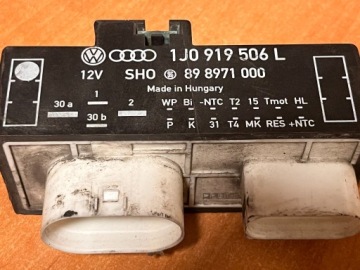 1J0 919 506 L
12V SHO 89 8971 000
Made in Hungary
30 a 1 2 30 b
WP Bi -NTC T2 15 Tmot HL
P K 31 T4 MK RES +NTC